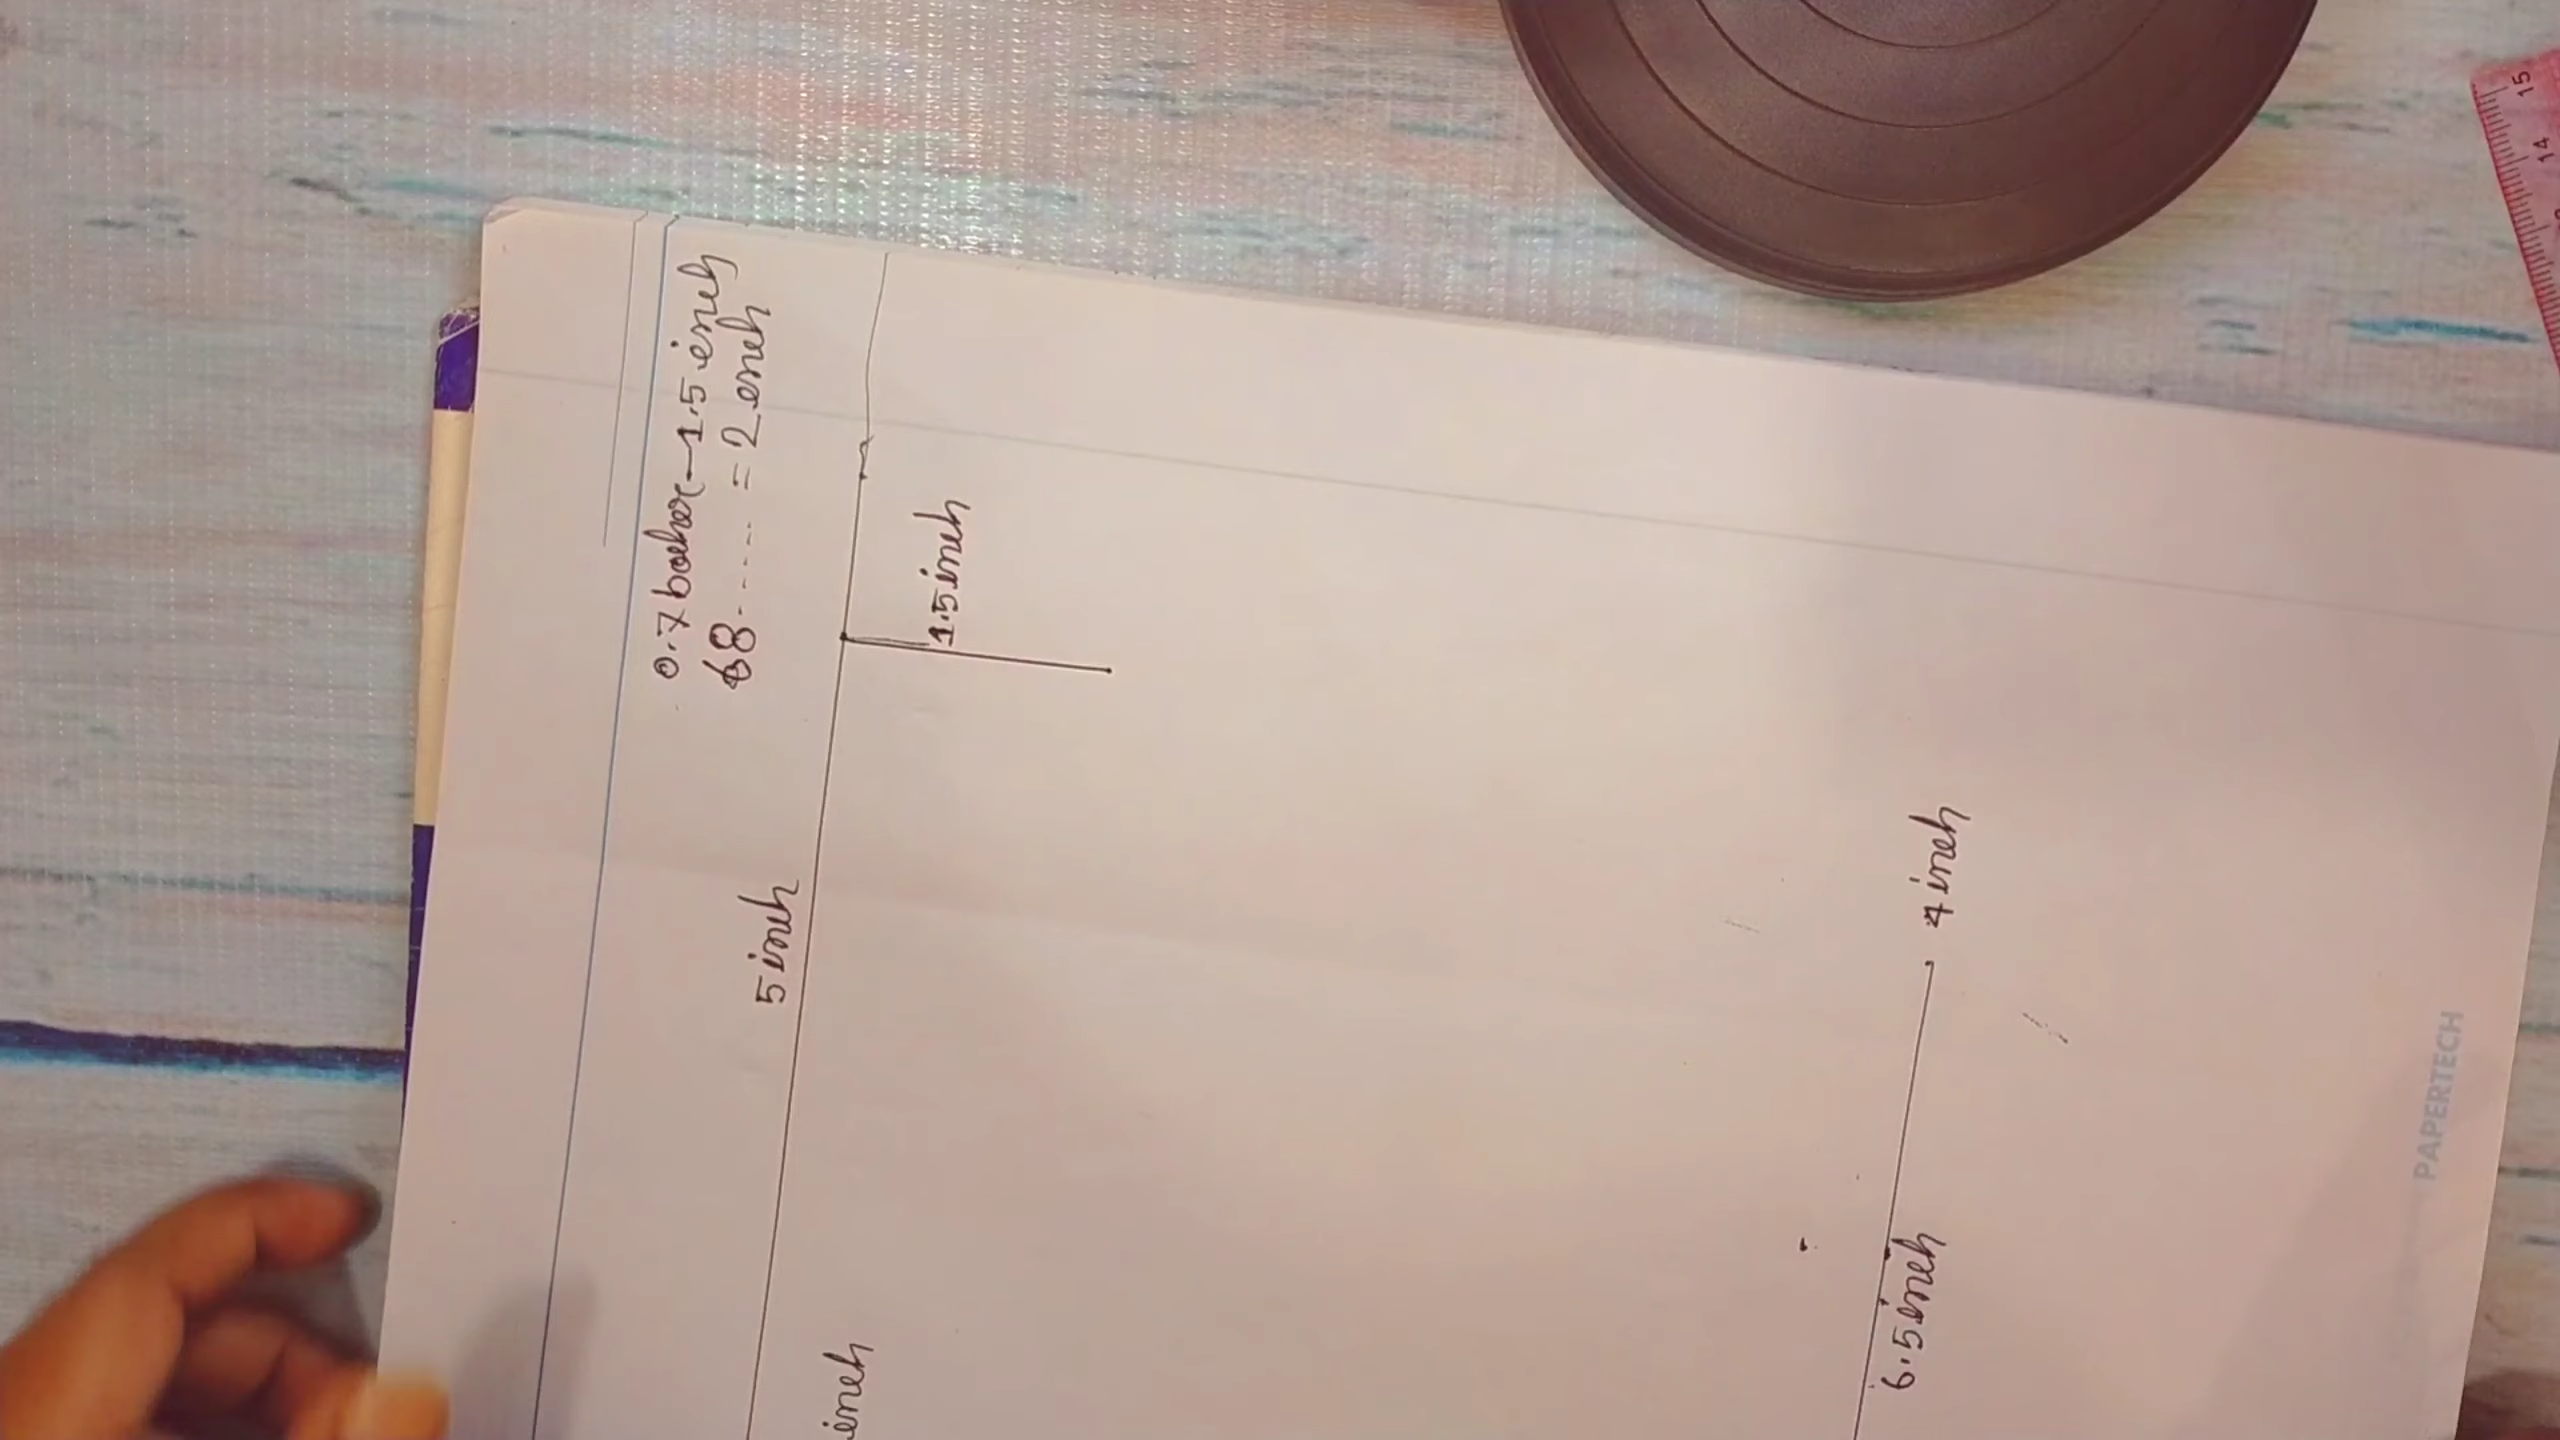 0.7 bocher - 1.5 inch
68 ..... = 2 inch
1.5 inch
5 inch
inch
4 inch
6.5 inch
PAPERTECH
15
14